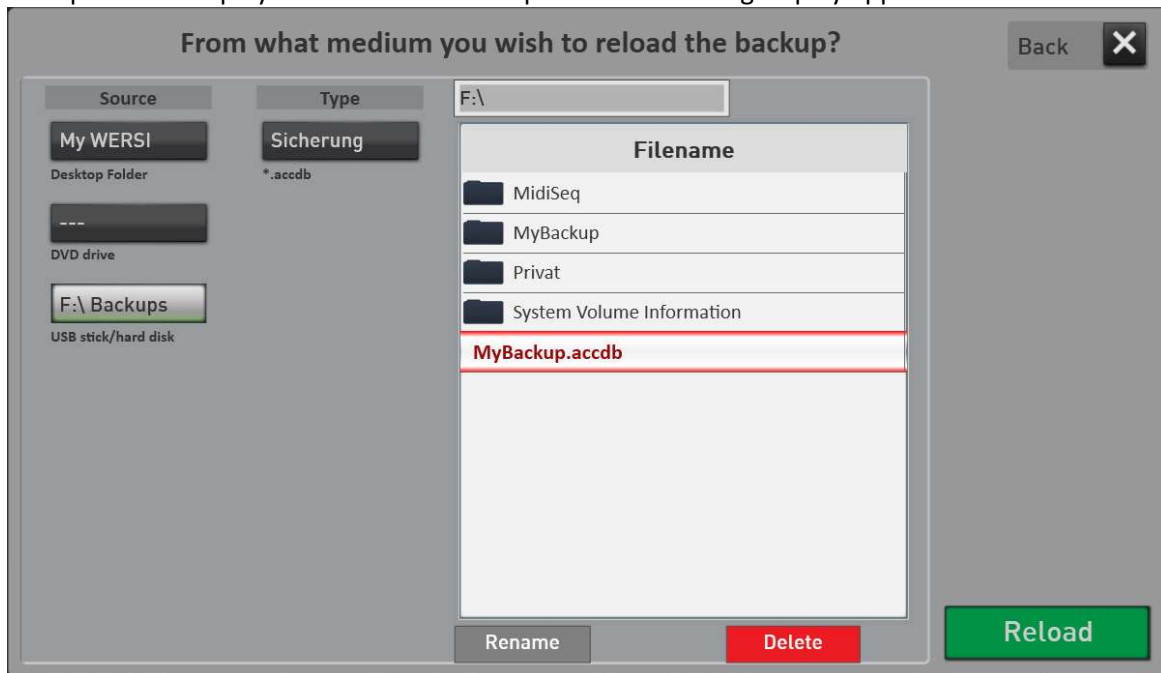 From what medium you wish to reload the backup?
Back
Source
Type
F:\
My WERSI
Sicherung
Filename
Desktop Folder
*.accdb
MidiSeq
---
MyBackup
DVD drive
Privat
F:\ Backups
System Volume Information
USB stick/hard disk
MyBackup.accdb
Rename
Delete
Reload